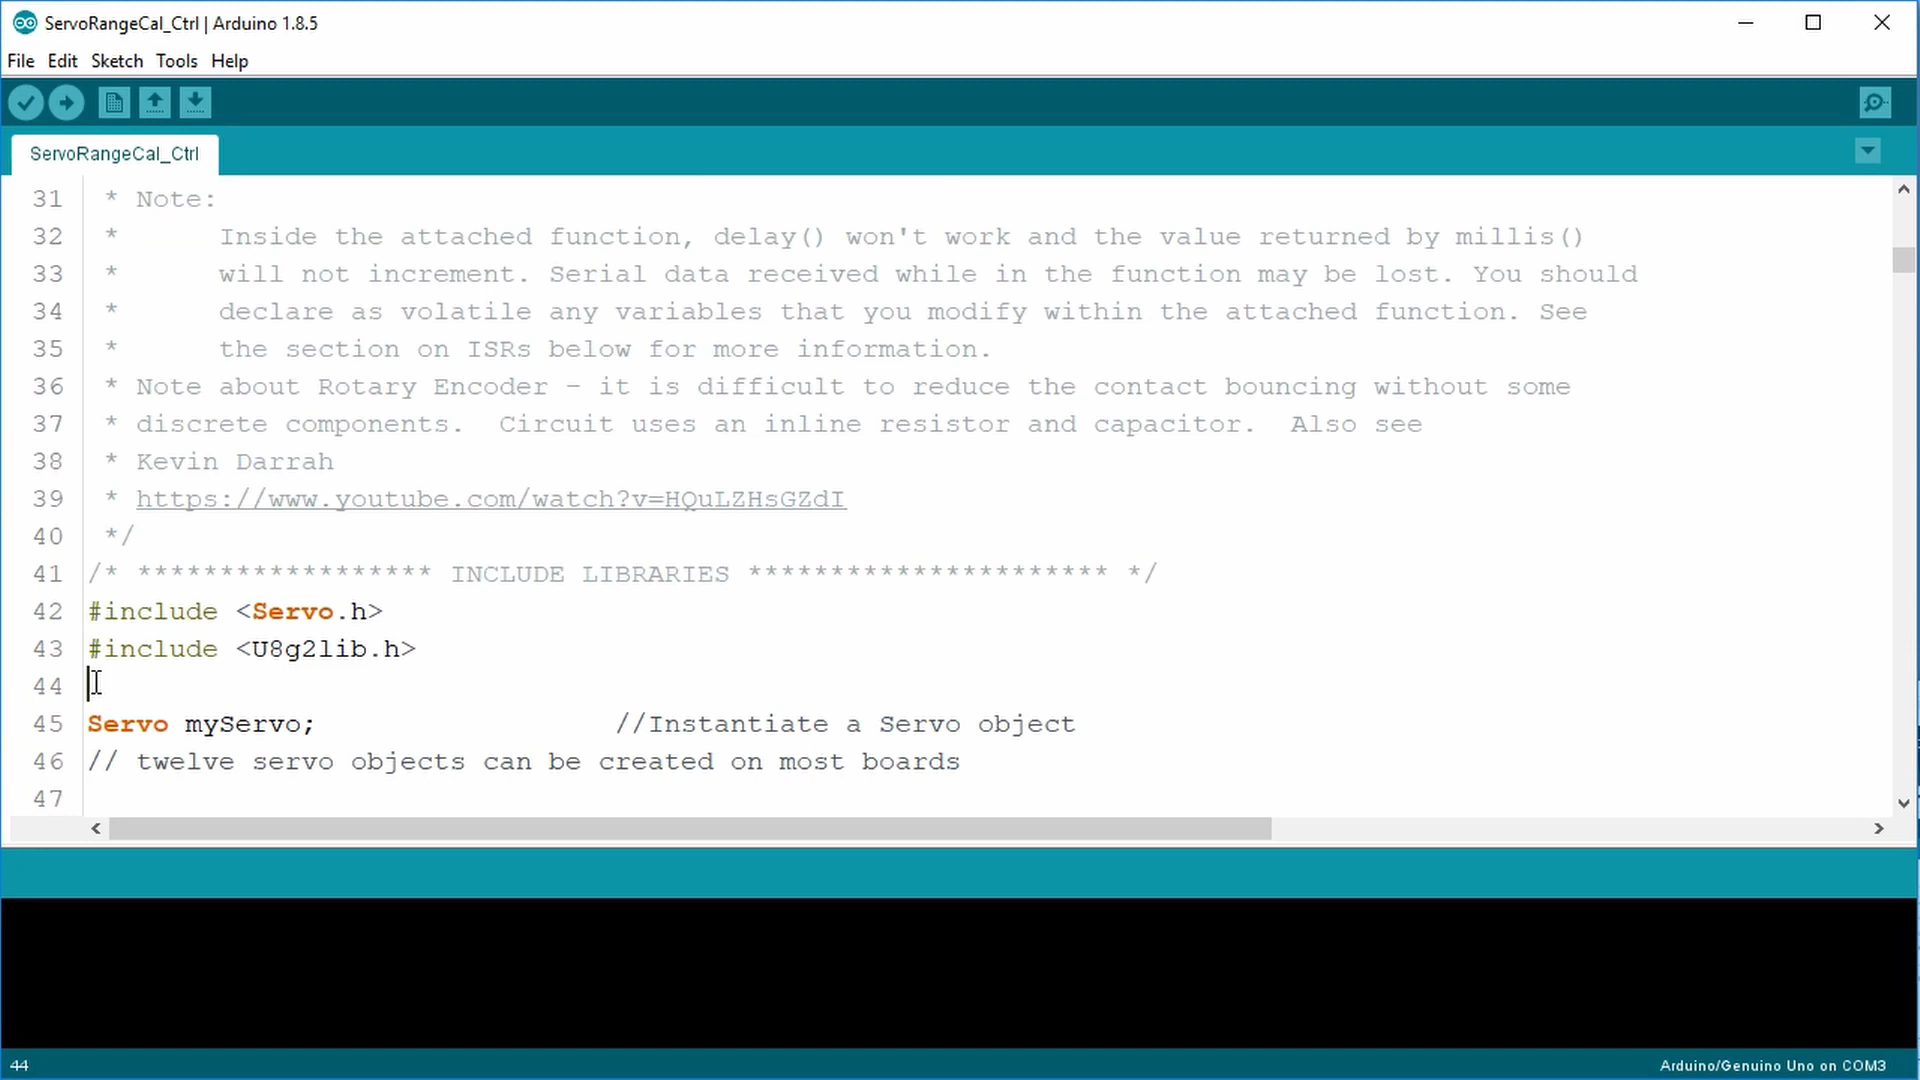 ServoRangeCal_Ctrl | Arduino 1.8.5
File Edit Sketch Tools Help
ServoRangeCal_Ctrl
31 * Note:
32 * Inside the attached function, delay() won't work and the value returned by millis()
33 * will not increment. Serial data received while in the function may be lost. You should
34 * declare as volatile any variables that you modify within the attached function. See
35 * the section on ISRs below for more information.
36 * Note about Rotary Encoder - it is difficult to reduce the contact bouncing without some
37 * discrete components.  Circuit uses an inline resistor and capacitor.  Also see
38 * Kevin Darrah
39 * https://www.youtube.com/watch?v=HQuLZHsGZdI
40 */
41 /* ****************** INCLUDE LIBRARIES ********************** */
42 #include <Servo.h>
43 #include <U8g2lib.h>
44
45 Servo myServo; //Instantiate a Servo object
46 // twelve servo objects can be created on most boards
47
44 Arduino/Genuino Uno on COM3